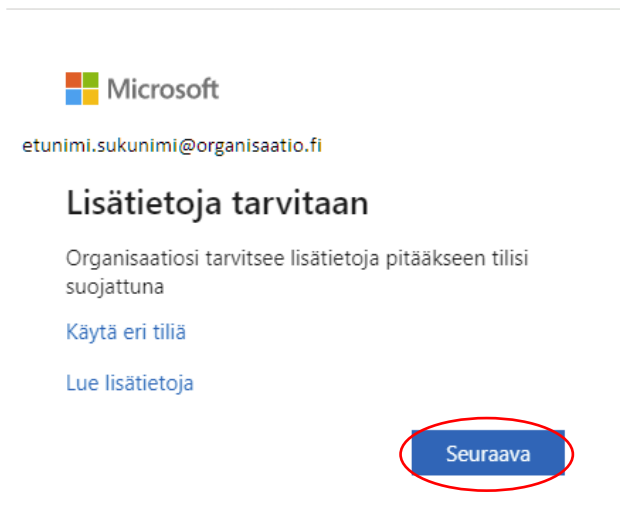 Microsoft
etunimi.sukunimi@organisaatio.fi
Lisätietoja tarvitaan
Organisaatiosi tarvitsee lisätietoja pitääkseen tilisi
suojattuna
Käytä eri tiliä
Lue lisätietoja
Seuraava